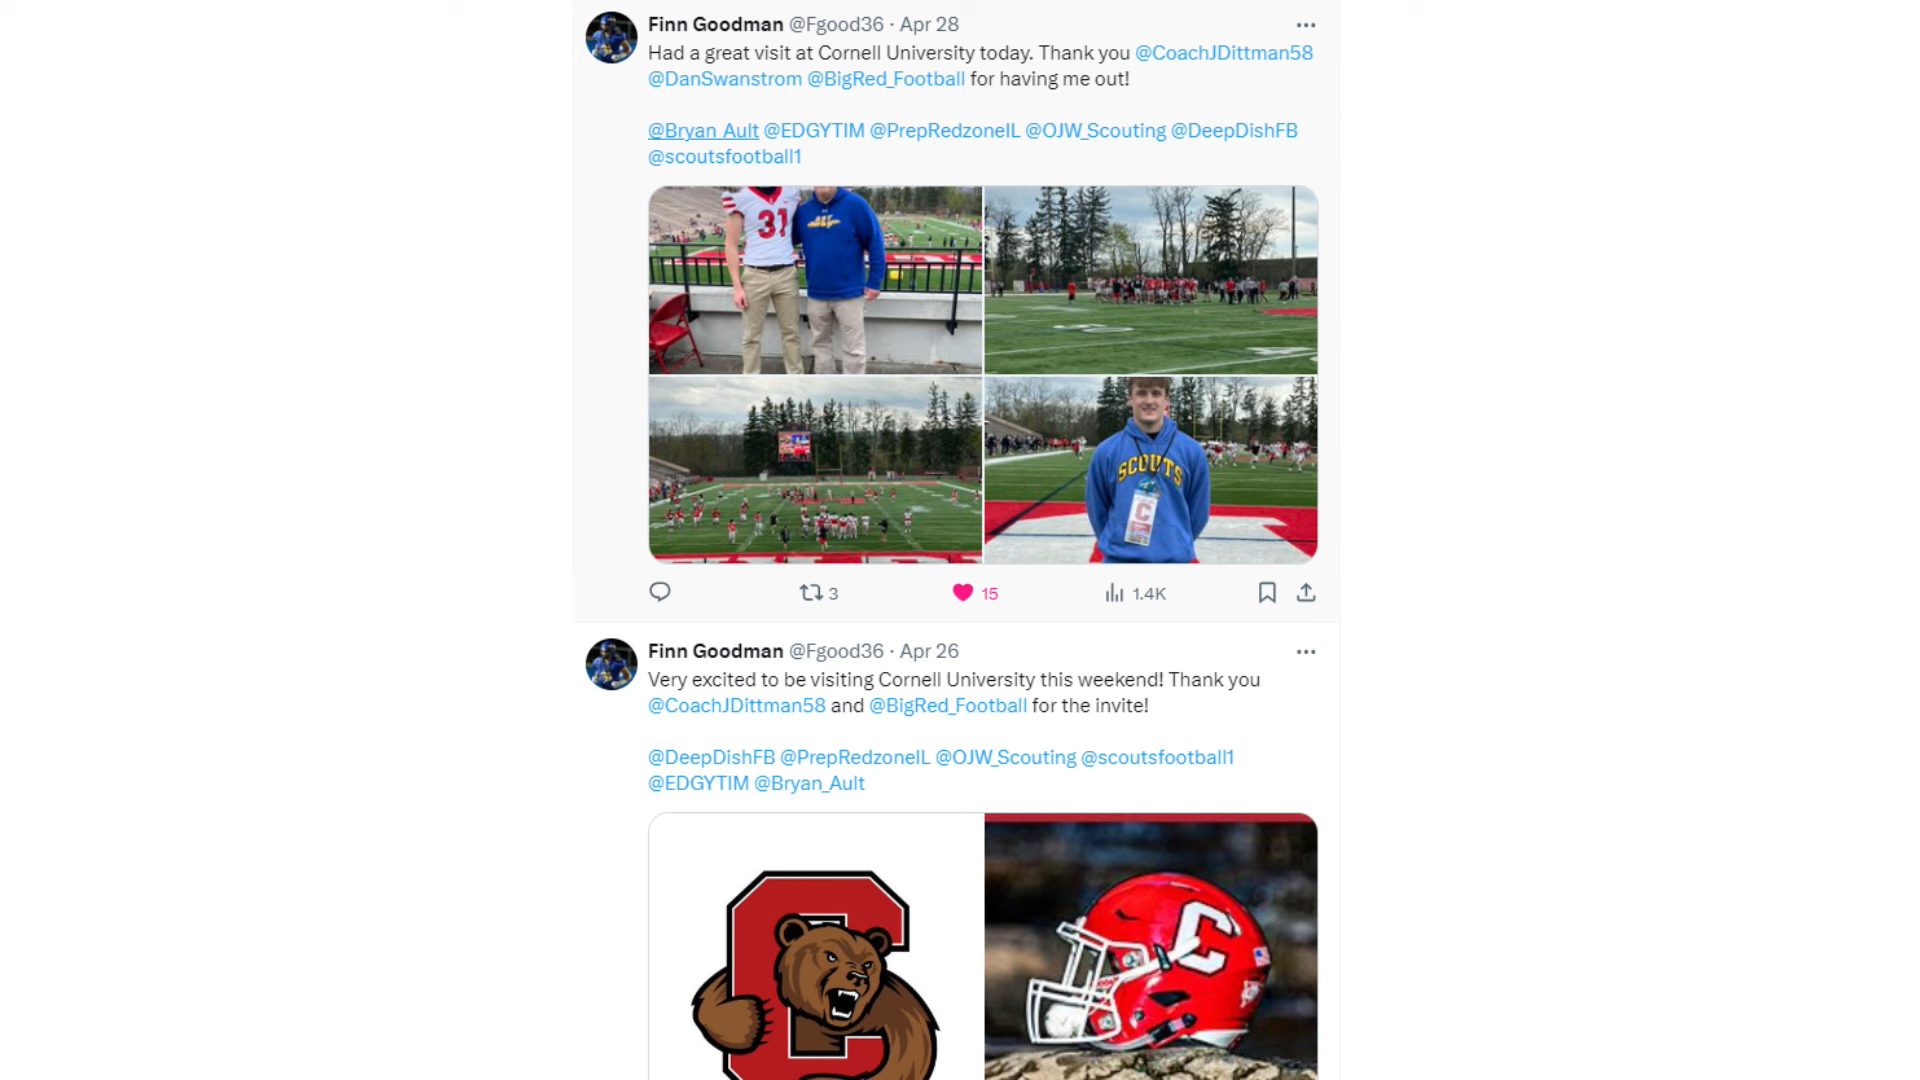 Finn Goodman @Fgood36 · Apr 28
Had a great visit at Cornell University today. Thank you @CoachJDittman58
@DanSwanstrom @BigRed_Football for having me out!
@Bryan_Ault @EDGYTIM @PrepRedzoneIL @OJW_Scouting @DeepDishFB
@scoutsfootball1
31
SCOUTS
C
3
15
1.4K
Finn Goodman @Fgood36 · Apr 26
Very excited to be visiting Cornell University this weekend! Thank you
@CoachJDittman58 and @BigRed_Football for the invite!
@DeepDishFB @PrepRedzoneIL @OJW_Scouting @scoutsfootball1
@EDGYTIM @Bryan_Ault
C
C